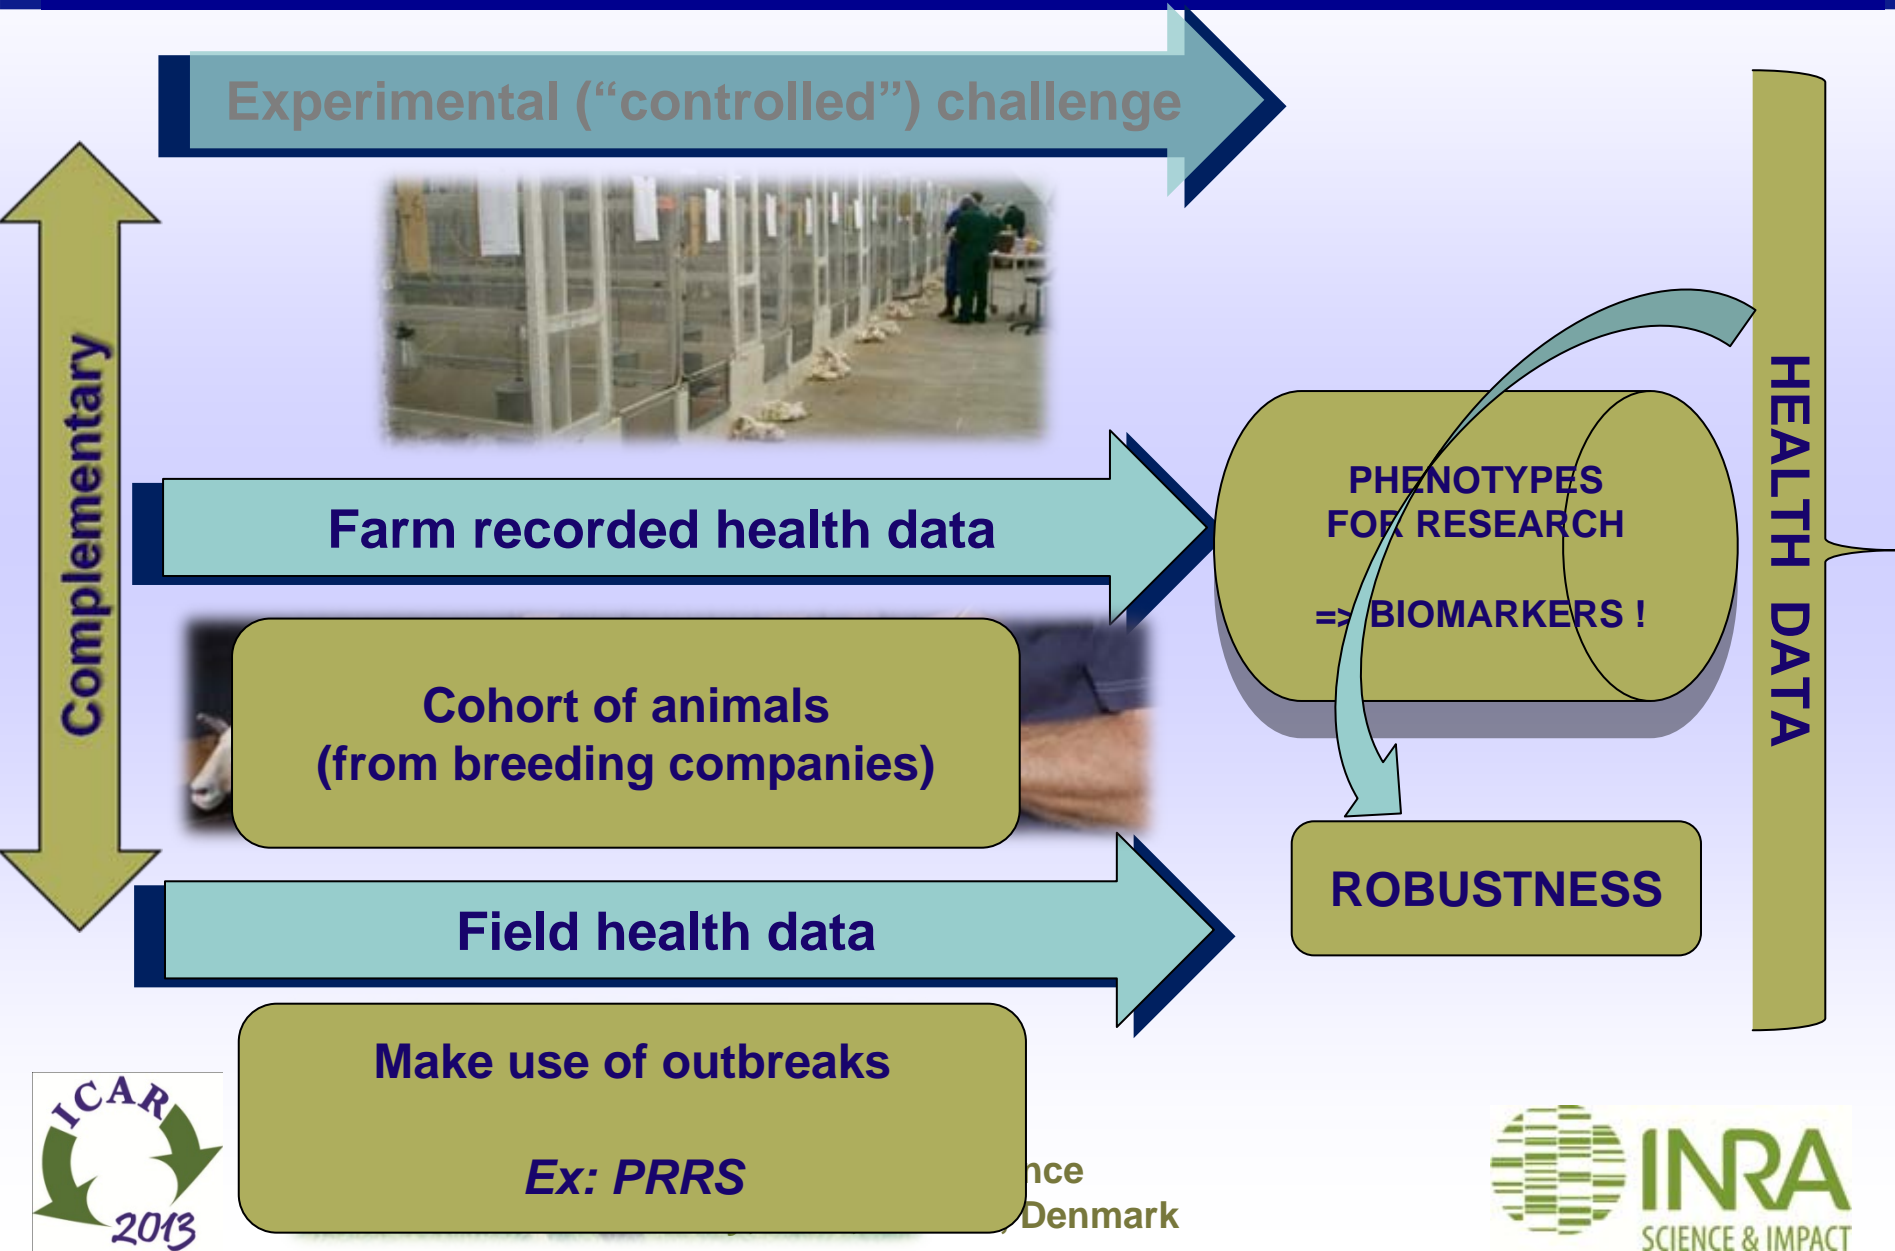 Experimental (“controlled”) challenge
Complementary
Farm recorded health data
Cohort of animals
(from breeding companies)
Field health data
Make use of outbreaks
Ex: PRRS
PHENOTYPES
FOR RESEARCH
=> BIOMARKERS !
ROBUSTNESS
HEALTH DATA
ICAR
2013
Denmark
INRA
SCIENCE & IMPACT